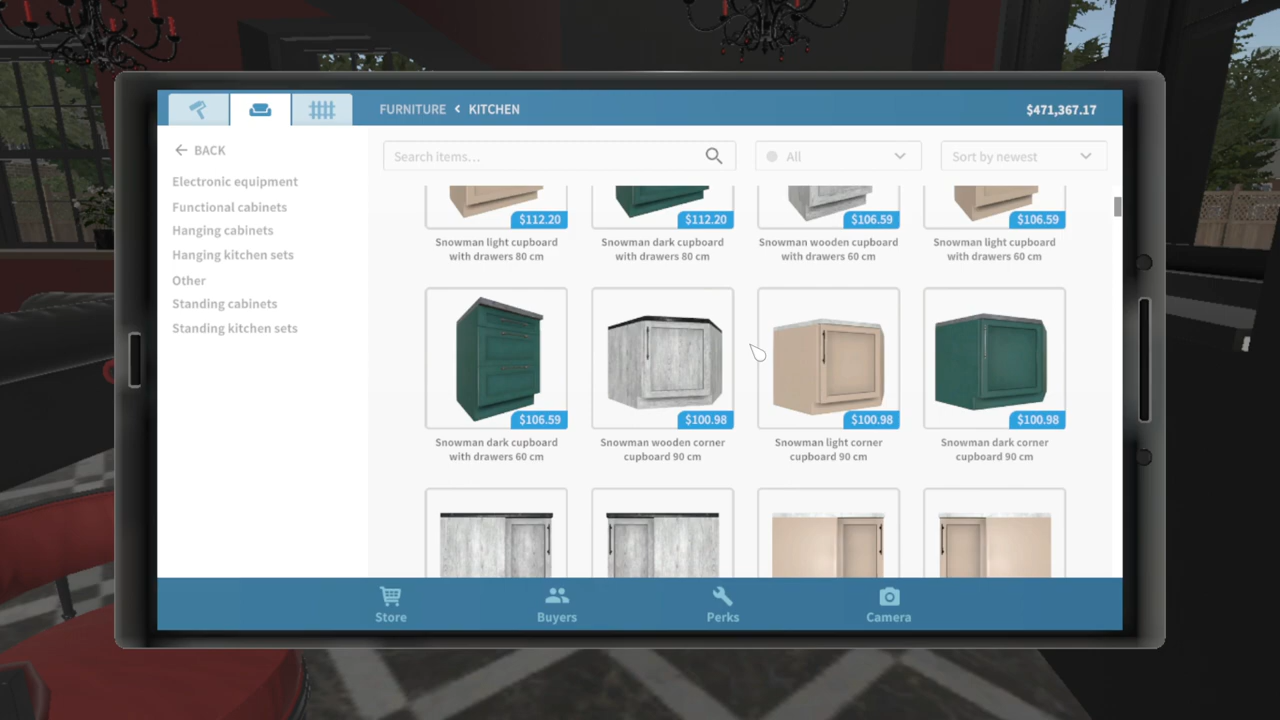 FURNITURE < KITCHEN
$471,367.17
BACK
Search items...
All
Sort by newest
Electronic equipment
Functional cabinets
Hanging cabinets
Hanging kitchen sets
Other
Standing cabinets
Standing kitchen sets
$112.20
$112.20
$106.59
$106.59
Snowman light cupboard
with drawers 80 cm
Snowman dark cupboard
with drawers 80 cm
Snowman wooden cupboard
with drawers 60 cm
Snowman light cupboard
with drawers 60 cm
$106.59
$100.98
$100.98
$100.98
Snowman dark cupboard
with drawers 60 cm
Snowman wooden corner
cupboard 90 cm
Snowman light corner
cupboard 90 cm
Snowman dark corner
cupboard 90 cm
Store
Buyers
Perks
Camera